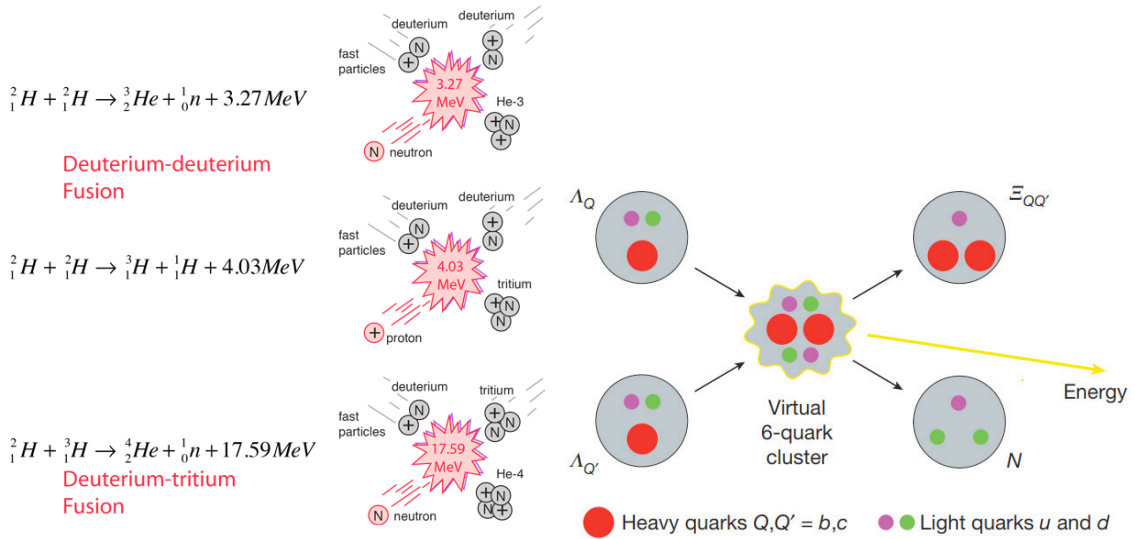 ²₁H + ²₁H → ³₂He + ¹₀n + 3.27MeV
Deuterium-deuterium
Fusion
deuterium
deuterium
fast
particles
N
+
+
N
3.27
MeV
He-3
+
N
+
N
neutron
²₁H + ²₁H → ³₁H + ¹₁H + 4.03MeV
deuterium
deuterium
fast
particles
N
+
+
N
4.03
MeV
tritium
+
N
N
+
proton
²₁H + ³₁H → ⁴₂He + ¹₀n + 17.59MeV
Deuterium-tritium
Fusion
deuterium
tritium
fast
particles
N
+
+
N
N
17.59
MeV
He-4
+
N
N
+
N
neutron
Λ_Q
Ξ_QQ′
Λ_Q′
Virtual
6-quark
cluster
Energy
N
Heavy quarks Q,Q′ = b,c
Light quarks u and d